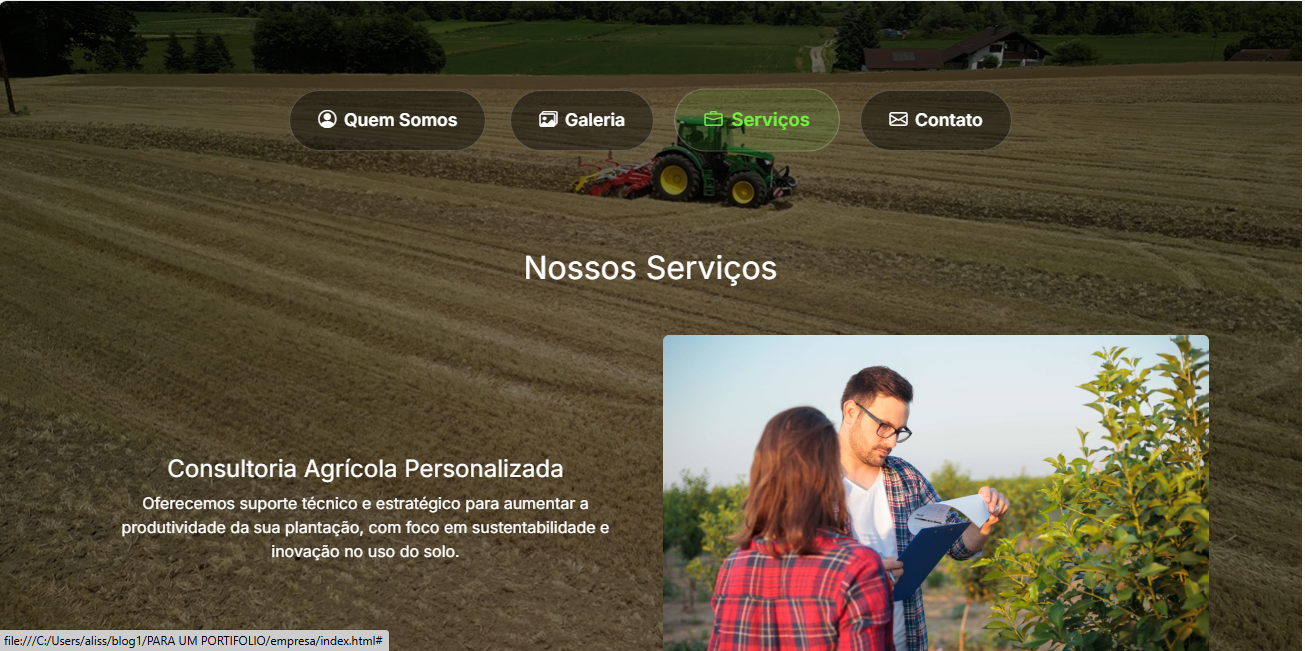 Quem Somos
Galeria
Serviços
Contato
Nossos Serviços
Consultoria Agrícola Personalizada
Oferecemos suporte técnico e estratégico para aumentar a
produtividade da sua plantação, com foco em sustentabilidade e
inovação no uso do solo.
file:///C:/Users/aliss/blog1/PARA UM PORTIFOLIO/empresa/index.html#